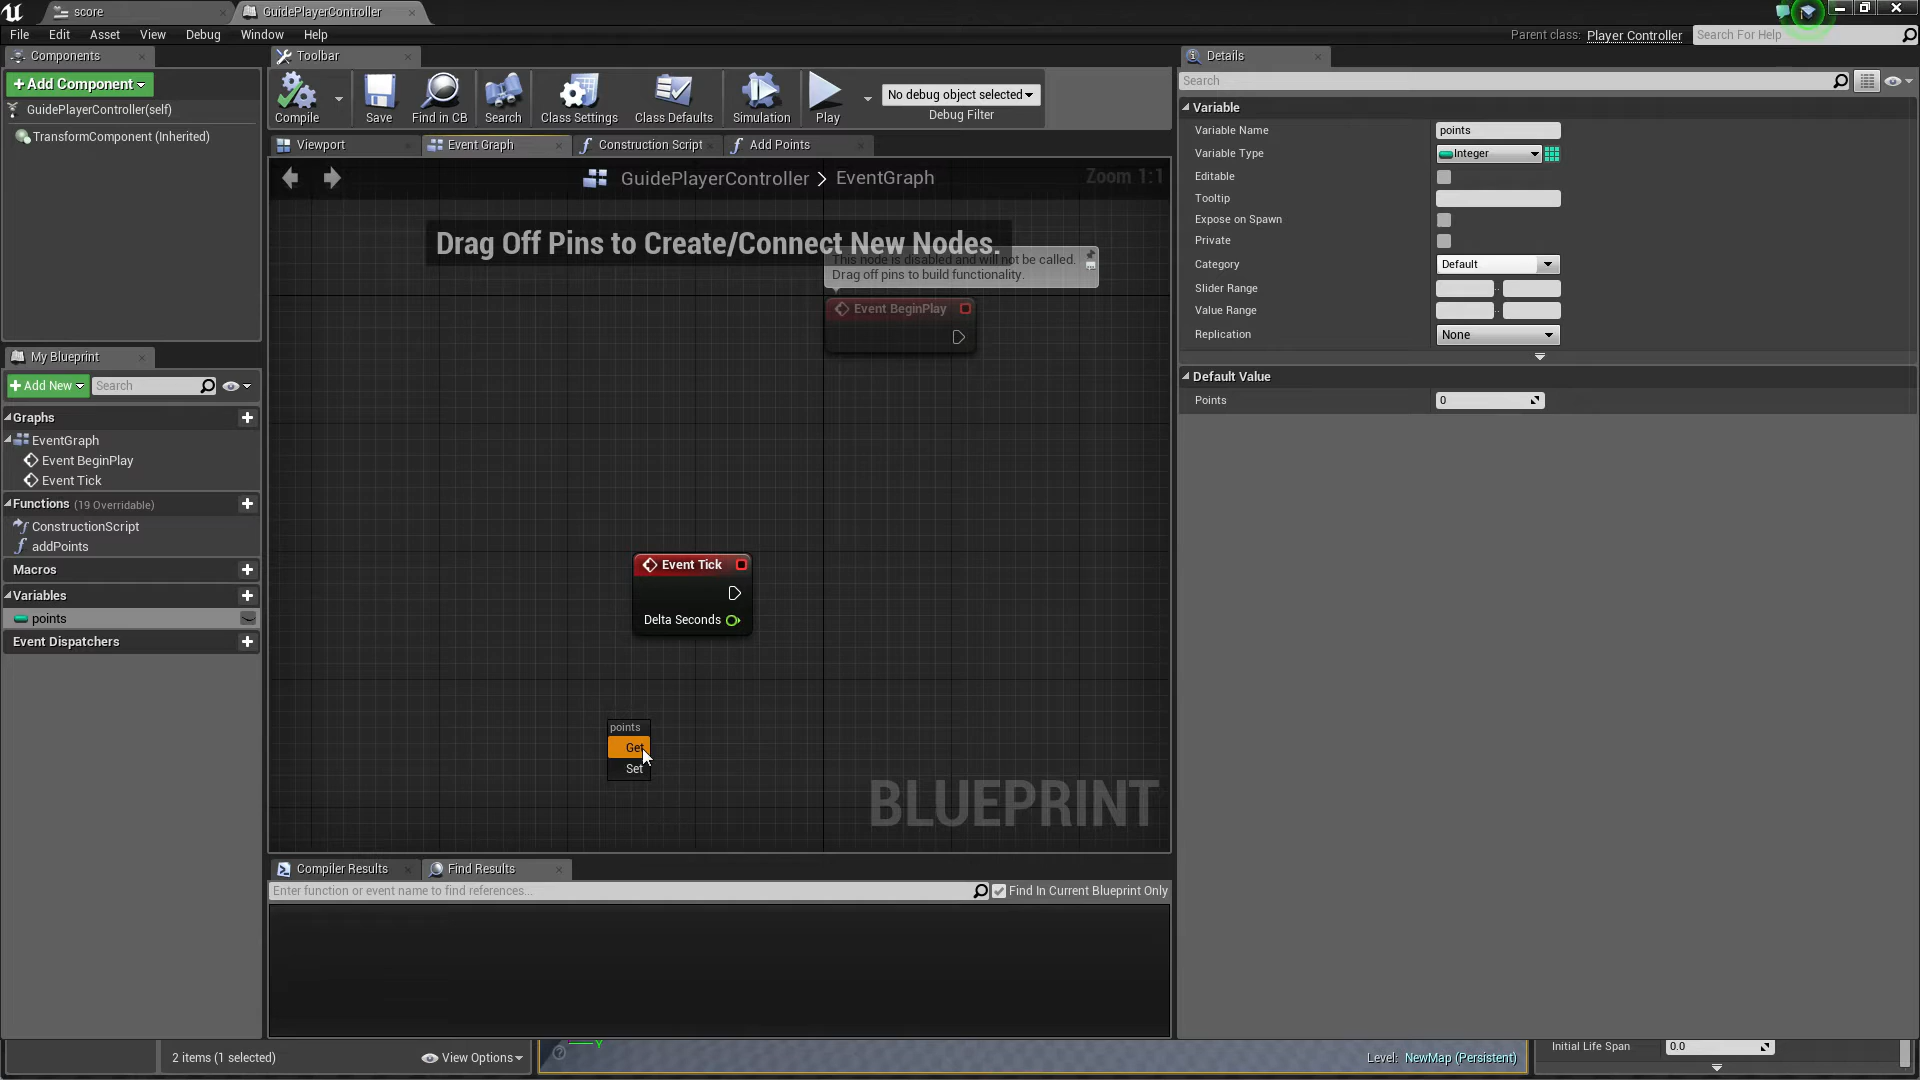 score
GuidePlayerController
File Edit Asset View Debug Window Help
Parent class: Player Controller
Search For Help
Components
Toolbar
Details
+ Add Component
GuidePlayerController(self)
TransformComponent (Inherited)
Compile
Save
Find in CB
Search
Class Settings
Class Defaults
Simulation
Play
No debug object selected
Debug Filter
Viewport
Event Graph
Construction Script
Add Points
GuidePlayerController > EventGraph
Zoom 1:1
Drag Off Pins to Create/Connect New Nodes.
This node is disabled and will not be called.
Drag off pins to build functionality.
Event BeginPlay
Event Tick
Delta Seconds
points
Get
Set
BLUEPRINT
My Blueprint
+ Add New
Search
Graphs
EventGraph
Event BeginPlay
Event Tick
Functions (19 Overridable)
ConstructionScript
addPoints
Macros
Variables
points
Event Dispatchers
Compiler Results
Find Results
Enter function or event name to find references...
Find In Current Blueprint Only
Search
Variable
Variable Name points
Variable Type Integer
Editable
Tooltip
Expose on Spawn
Private
Category Default
Slider Range
Value Range
Replication None
Default Value
Points 0
2 items (1 selected)
View Options
Y
Level: NewMap (Persistent)
Initial Life Span 0.0